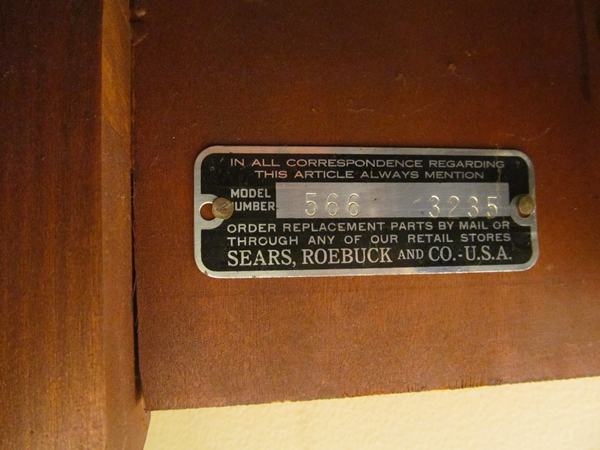 IN ALL CORRESPONDENCE REGARDING
THIS ARTICLE ALWAYS MENTION
MODEL
NUMBER 566 3235
ORDER REPLACEMENT PARTS BY MAIL OR
THROUGH ANY OF OUR RETAIL STORES
SEARS, ROEBUCK AND CO.-U.S.A.